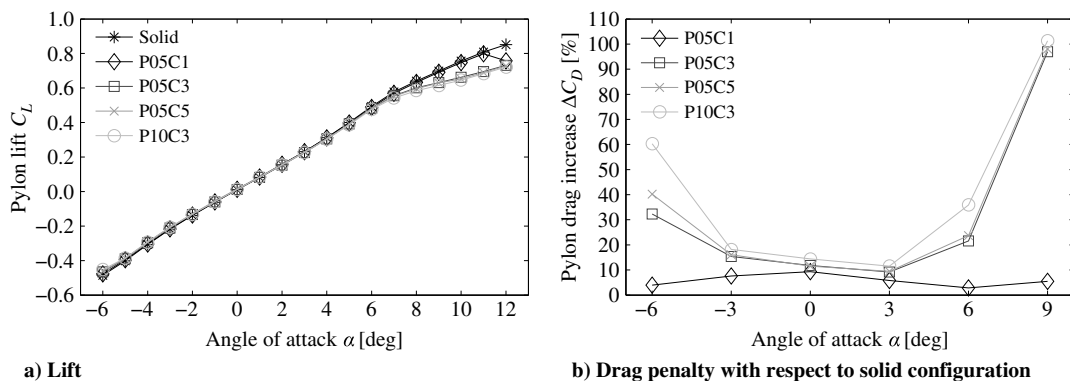 1.0
0.8
0.6
0.4
0.2
0.0
−0.2
−0.4
−0.6
Pylon lift C_L
Solid
P05C1
P05C3
P05C5
P10C3
−6 −4 −2 0 2 4 6 8 10 12
Angle of attack α [deg]
a) Lift
110
100
90
80
70
60
50
40
30
20
10
0
Pylon drag increase ΔC_D [%]
P05C1
P05C3
P05C5
P10C3
−6 −3 0 3 6 9
Angle of attack α [deg]
b) Drag penalty with respect to solid configuration